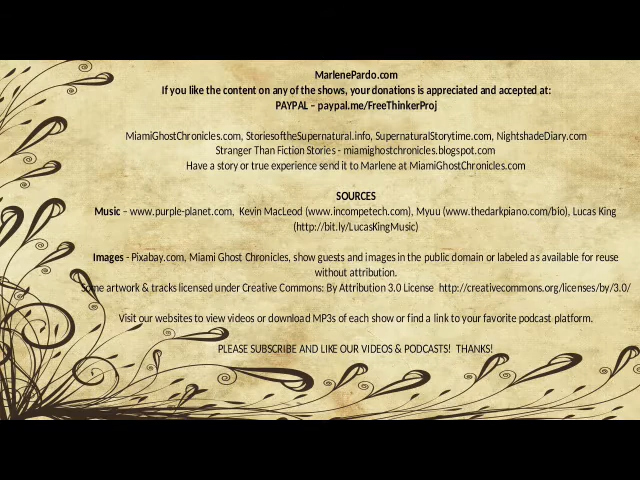 MarlenePardo.com
If you like the content on any of the shows, your donations is appreciated and accepted at:
PAYPAL – paypal.me/FreeThinkerProj
MiamiGhostChronicles.com, StoriesoftheSupernatural.info, SupernaturalStorytime.com, NightshadeDiary.com
Stranger Than Fiction Stories - miamighostchronicles.blogspot.com
Have a story or true experience send it to Marlene at MiamiGhostChronicles.com
SOURCES
Music – www.purple-planet.com, Kevin MacLeod (www.incompetech.com), Myuu (www.thedarkpiano.com/bio), Lucas King
(http://bit.ly/LucasKingMusic)
Images - Pixabay.com, Miami Ghost Chronicles, show guests and images in the public domain or labeled as available for reuse
without attribution.
Some artwork & tracks licensed under Creative Commons: By Attribution 3.0 License http://creativecommons.org/licenses/by/3.0/
Visit our websites to view videos or download MP3s of each show or find a link to your favorite podcast platform.
PLEASE SUBSCRIBE AND LIKE OUR VIDEOS & PODCASTS! THANKS!